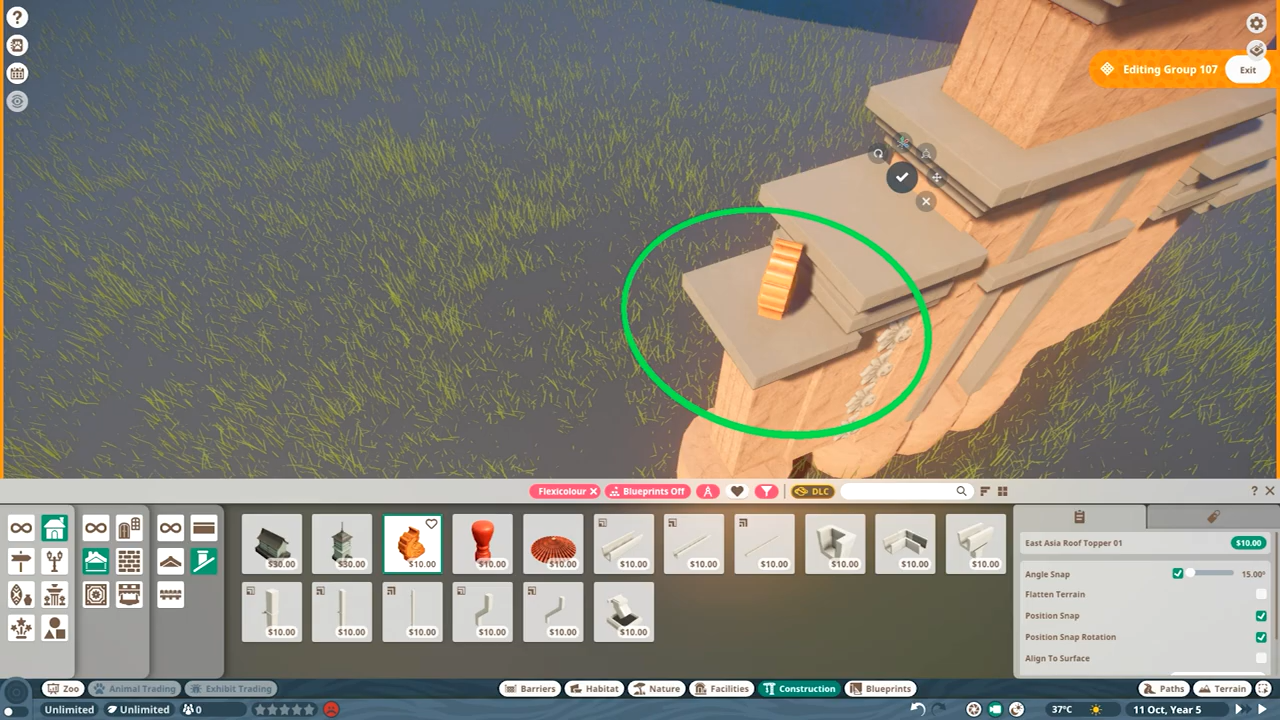 ?
Editing Group 107 Exit
Flexicolour Blueprints Off DLC
?
$30.00 $30.00 $10.00 $10.00 $10.00 $10.00 $10.00 $10.00 $10.00 $10.00 $10.00
$10.00 $10.00 $10.00 $10.00 $10.00 $10.00
East Asia Roof Topper 01 $10.00
Angle Snap 15.00°
Flatten Terrain
Position Snap
Position Snap Rotation
Align To Surface
Zoo Animal Trading Exhibit Trading Barriers Habitat Nature Facilities Construction Blueprints Paths Terrain
Unlimited Unlimited 0 37°C 11 Oct, Year 5